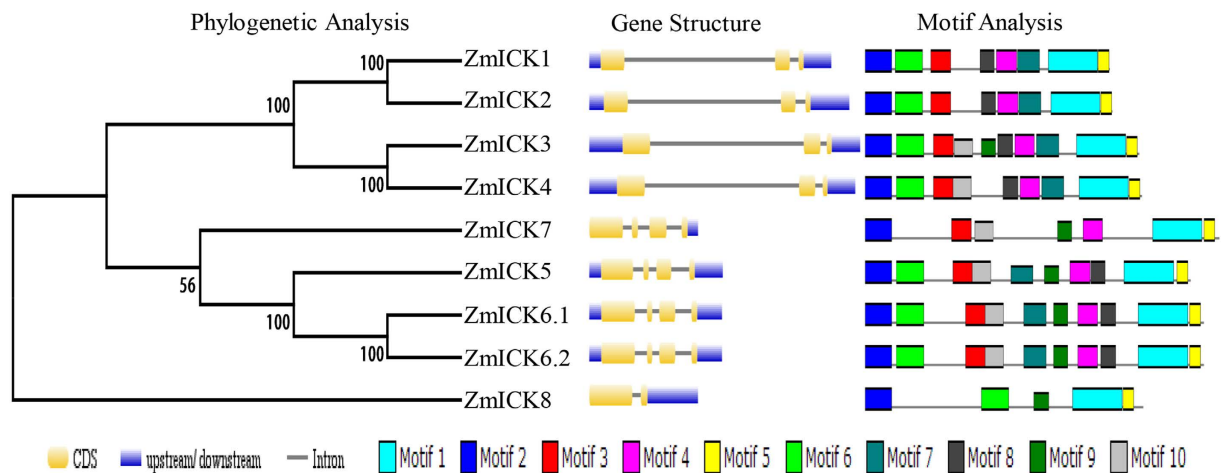 Phylogenetic Analysis Gene Structure Motif Analysis
100 ZmICK1
100 ZmICK2
ZmICK3
100 ZmICK4
ZmICK7
56 ZmICK5
100 ZmICK6.1
100 ZmICK6.2
ZmICK8
CDS upstream/downstream Intron Motif 1 Motif 2 Motif 3 Motif 4 Motif 5 Motif 6 Motif 7 Motif 8 Motif 9 Motif 10